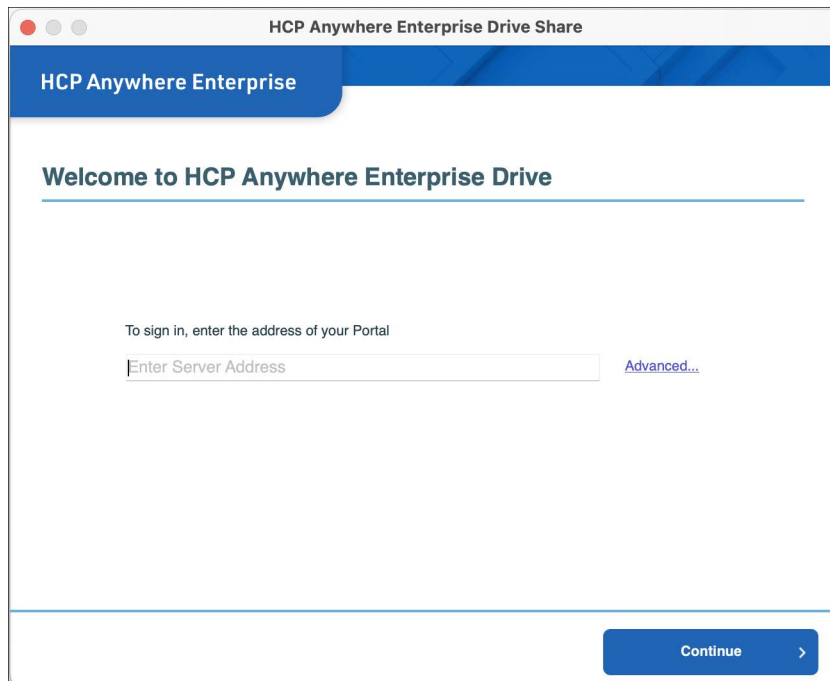 HCP Anywhere Enterprise Drive Share
HCP Anywhere Enterprise
Welcome to HCP Anywhere Enterprise Drive
To sign in, enter the address of your Portal
Enter Server Address
Advanced...
Continue